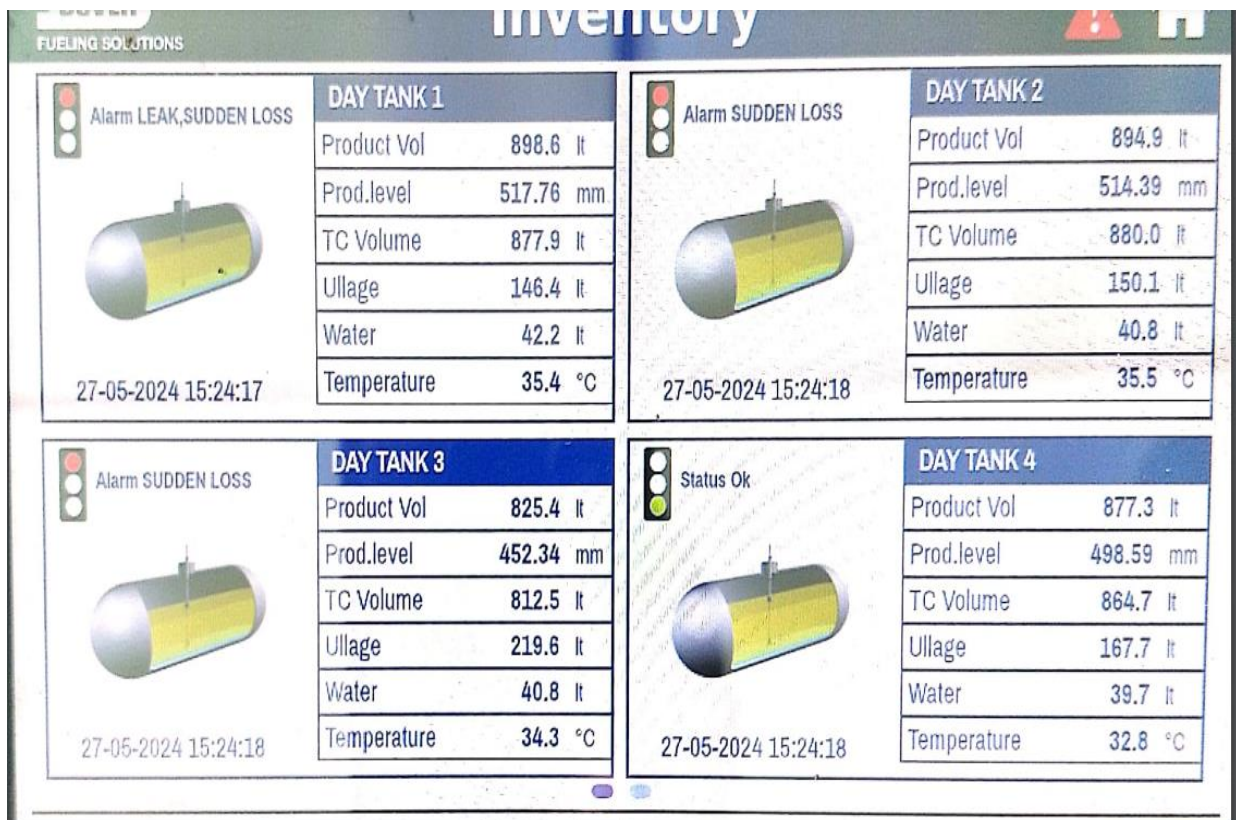 FUELING SOLUTIONS
Inventory
Alarm LEAK,SUDDEN LOSS
DAY TANK 1
Product Vol 898.6 lt
Prod.level 517.76 mm
TC Volume 877.9 lt
Ullage 146.4 lt
Water 42.2 lt
Temperature 35.4 °C
27-05-2024 15:24:17
Alarm SUDDEN LOSS
DAY TANK 2
Product Vol 894.9 lt
Prod.level 514.39 mm
TC Volume 880.0 lt
Ullage 150.1 lt
Water 40.8 lt
Temperature 35.5 °C
27-05-2024 15:24:18
Alarm SUDDEN LOSS
DAY TANK 3
Product Vol 825.4 lt
Prod.level 452.34 mm
TC Volume 812.5 lt
Ullage 219.6 lt
Water 40.8 lt
Temperature 34.3 °C
27-05-2024 15:24:18
Status Ok
DAY TANK 4
Product Vol 877.3 lt
Prod.level 498.59 mm
TC Volume 864.7 lt
Ullage 167.7 lt
Water 39.7 lt
Temperature 32.8 °C
27-05-2024 15:24:18